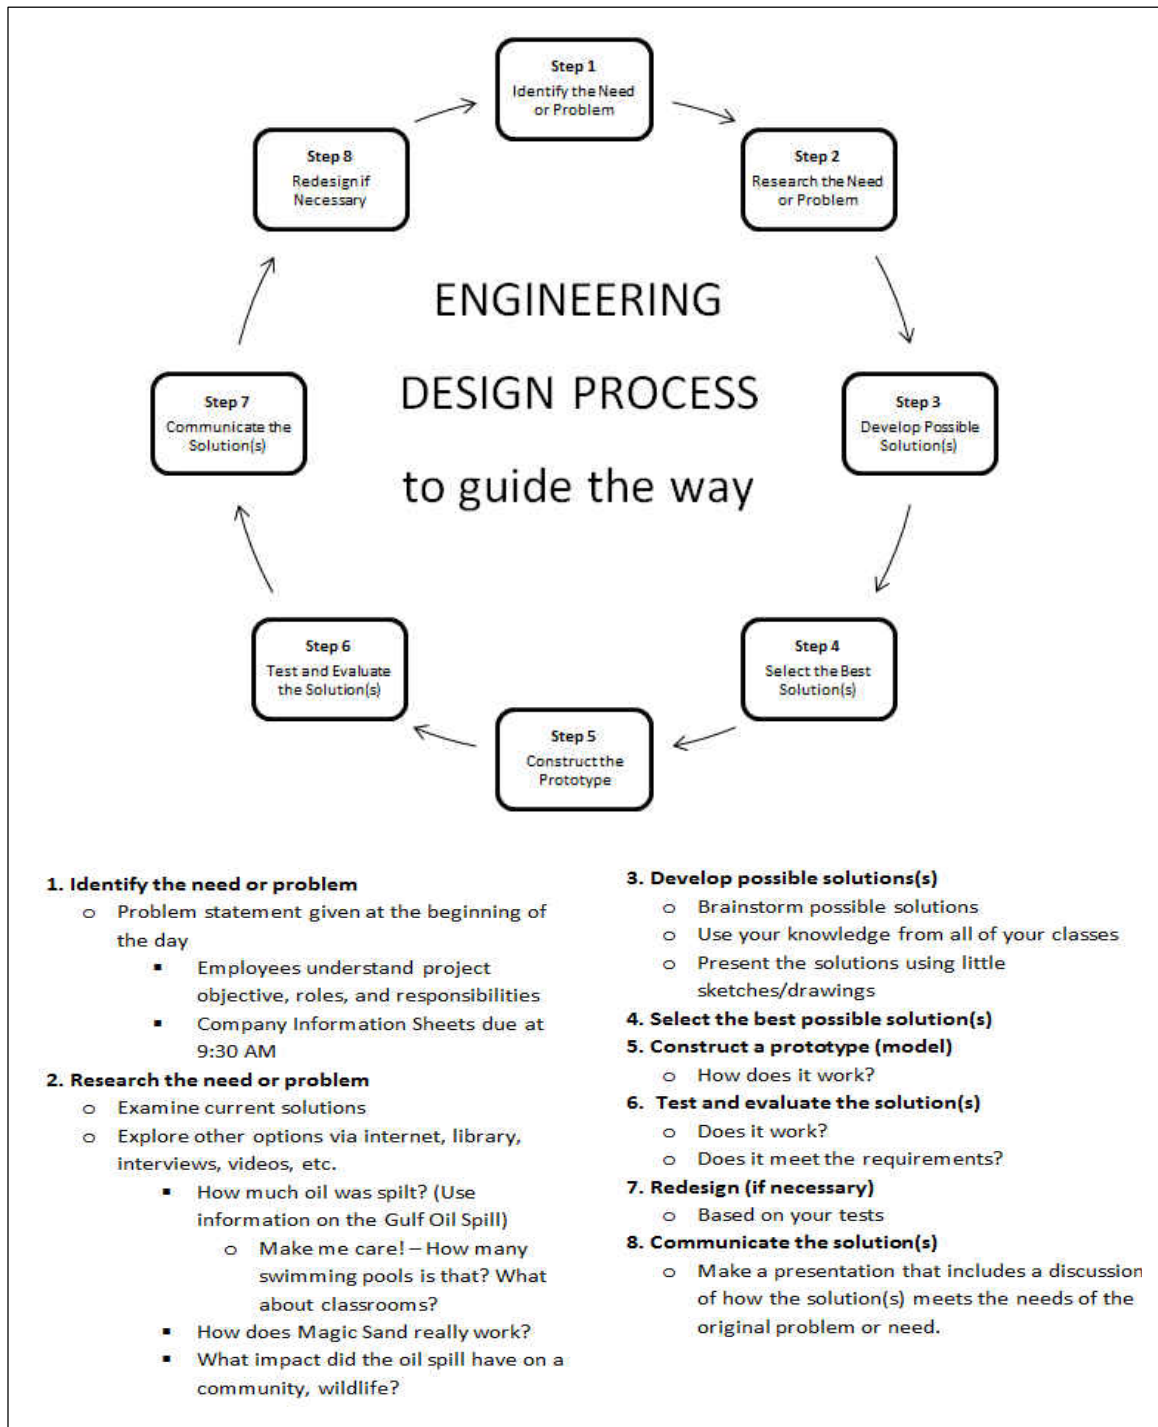 Step 1
Identify the Need
or Problem
Step 2
Research the Need
or Problem
Step 3
Develop Possible
Solution(s)
Step 4
Select the Best
Solution(s)
Step 5
Construct the
Prototype
Step 6
Test and Evaluate
the Solution(s)
Step 7
Communicate the
Solution(s)
Step 8
Redesign if
Necessary
ENGINEERING
DESIGN PROCESS
to guide the way
1. Identify the need or problem
o Problem statement given at the beginning of
the day
▪ Employees understand project
objective, roles, and responsibilities
▪ Company Information Sheets due at
9:30 AM
2. Research the need or problem
o Examine current solutions
o Explore other options via internet, library,
interviews, videos, etc.
▪ How much oil was spilt? (Use
information on the Gulf Oil Spill)
o Make me care! – How many
swimming pools is that? What
about classrooms?
▪ How does Magic Sand really work?
▪ What impact did the oil spill have on a
community, wildlife?
3. Develop possible solutions(s)
o Brainstorm possible solutions
o Use your knowledge from all of your classes
o Present the solutions using little
sketches/drawings
4. Select the best possible solution(s)
5. Construct a prototype (model)
o How does it work?
6. Test and evaluate the solution(s)
o Does it work?
o Does it meet the requirements?
7. Redesign (if necessary)
o Based on your tests
8. Communicate the solution(s)
o Make a presentation that includes a discussion
of how the solution(s) meets the needs of the
original problem or need.